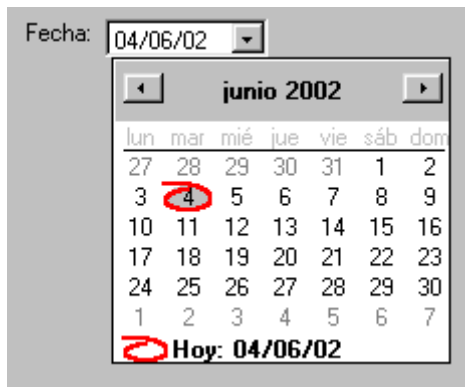 Fecha: 04/06/02
junio 2002
lun mar mié jue vie sáb dom
27 28 29 30 31 1 2
3 4 5 6 7 8 9
10 11 12 13 14 15 16
17 18 19 20 21 22 23
24 25 26 27 28 29 30
1 2 3 4 5 6 7
Hoy: 04/06/02